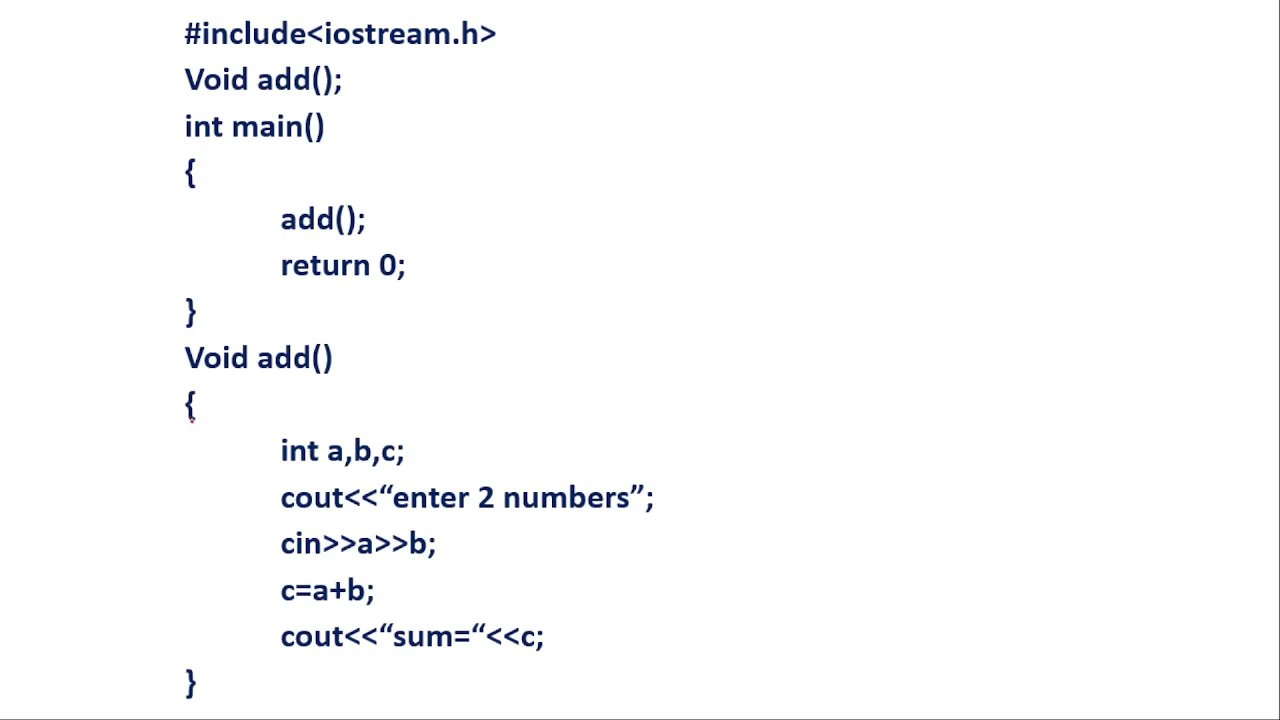 #include<iostream.h>
Void add();
int main()
{
add();
return 0;
}
Void add()
{
int a,b,c;
cout<<“enter 2 numbers”;
cin>>a>>b;
c=a+b;
cout<<“sum=“<<c;
}